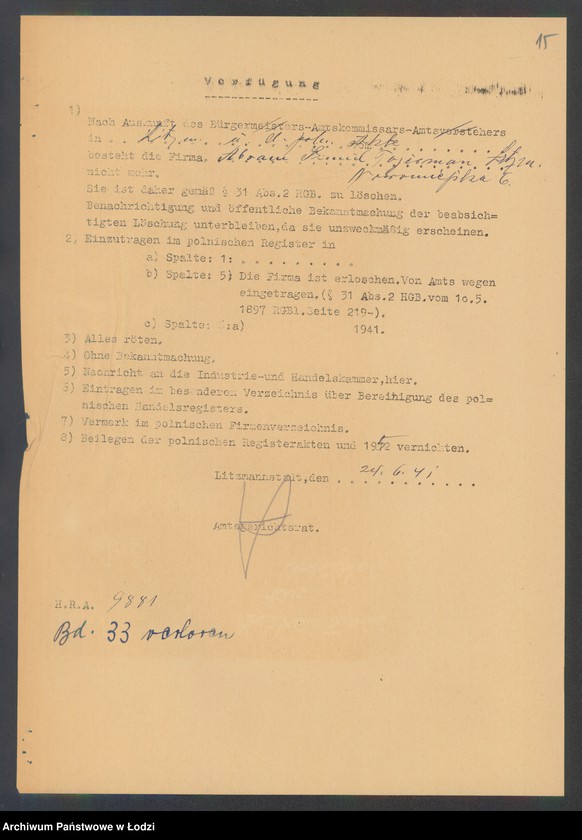 15
Verfügung
1)
Nach Auskunft des Bürgermeisters-Amtskommissars-Amtsvorstehers
in Litzm. u. d. poln. Akte
besteht die Firma, Abram
nicht mehr.
Sie ist daher gemäß § 31 Abs.2 HGB. zu löschen.
Benachrichtigung und öffentliche Bekanntmachung der beabsich=
tigten Löschung unterbleiben,da sie unzweckmäßig erscheinen.
2) Einzutragen im polnischen Register in
a) Spalte: 1: . . . . . . . . . .
b) Spalte: 5) Die Firma ist erloschen.Von Amts wegen
eingetragen.(§ 31 Abs.2 HGB.vom 1o.5.
1897 RGBl.Seite 219-).
c) Spalte: :a) 1941.
3) Alles röten.
4) Ohne Bekanntmachung.
5) Nachricht an die Industrie-und Handelskammer,hier.
6) Eintragen im besonderen Verzeichnis über Bereinigung des pol=
nischen Handelsregisters.
7) Vermerk im polnischen Firmenverzeichnis.
8) Beilegen der polnischen Registerakten und 1952 vernichten.
Litzmannstadt,den 24. 6. 41
Amtsgerichtsrat.
H.R.A. 9881
Bd. 33 verloren
Archiwum Państwowe w Łodzi